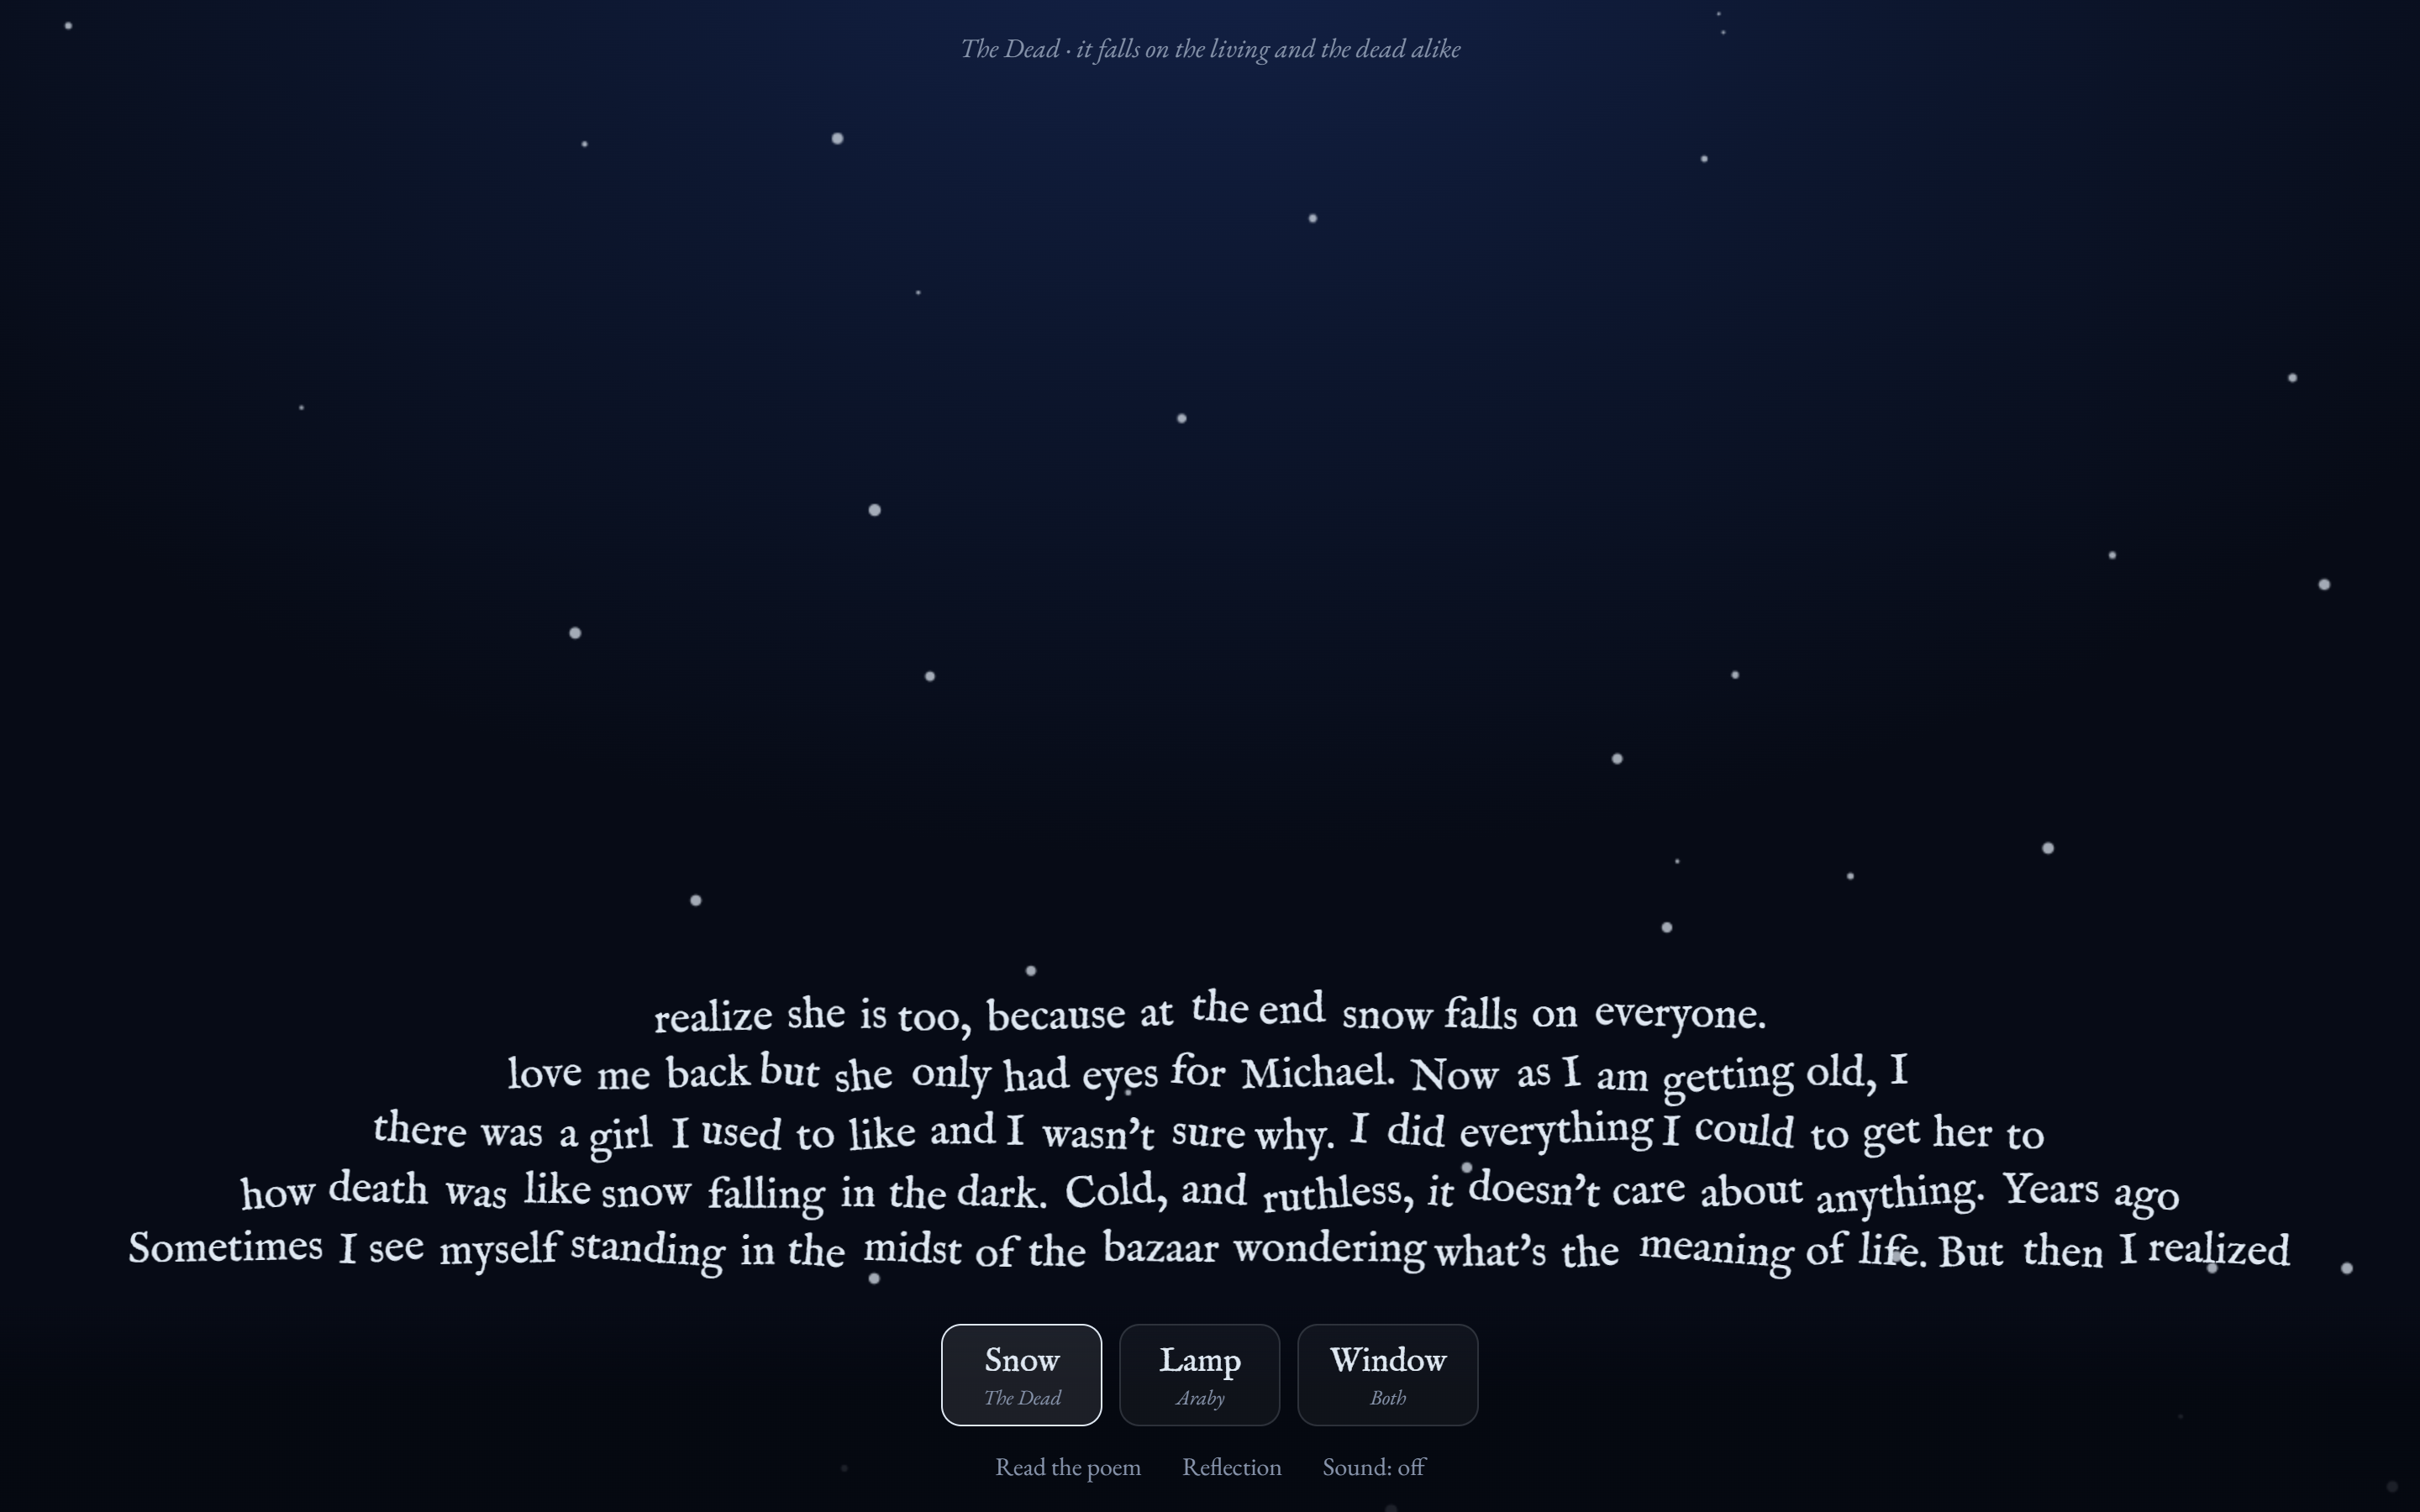 The Dead · it falls on the living and the dead alike
realize she is too, because at the end snow falls on everyone.
love me back but she only had eyes for Michael. Now as I am getting old, I
there was a girl I used to like and I wasn’t sure why. I did everything I could to get her to
how death was like snow falling in the dark. Cold, and ruthless, it doesn’t care about anything. Years ago
Sometimes I see myself standing in the midst of the bazaar wondering what’s the meaning of life. But then I realized
Snow
The Dead
Lamp
Araby
Window
Both
Read the poem
Reflection
Sound: off